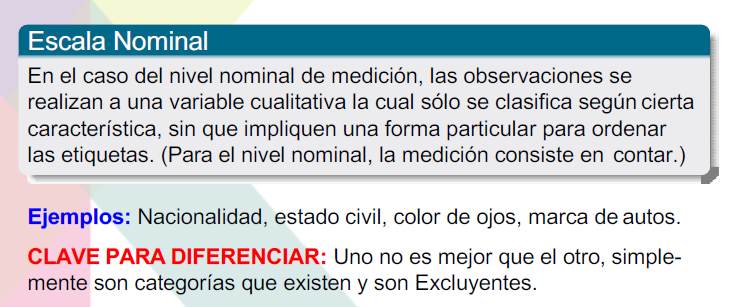 Escala Nominal
En el caso del nivel nominal de medición, las observaciones se
realizan a una variable cualitativa la cual sólo se clasifica según cierta
característica, sin que impliquen una forma particular para ordenar
las etiquetas. (Para el nivel nominal, la medición consiste en contar.)
Ejemplos: Nacionalidad, estado civil, color de ojos, marca de autos.
CLAVE PARA DIFERENCIAR: Uno no es mejor que el otro, simple-
mente son categorías que existen y son Excluyentes.